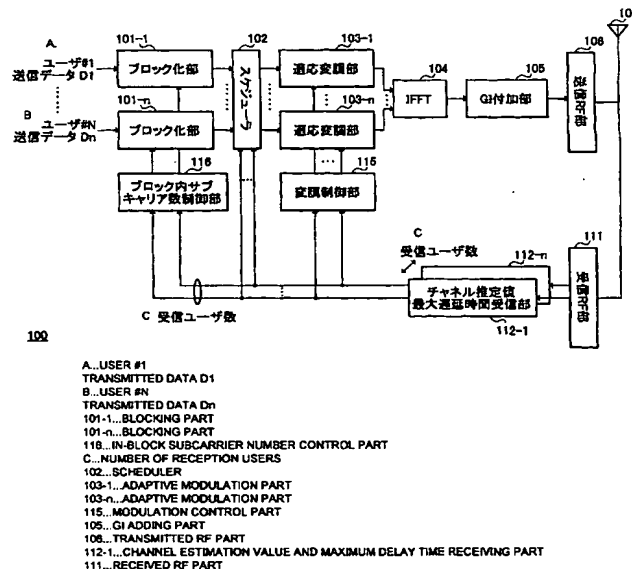 101-1
102
103-1
10
106
A.
ユーザ#1
送信データ D1
ブロック化部
スケジューラ
適応変調部
104
105
送信RF部
101-n
103-n
IFFT
GI付加部
B
ユーザ#N
送信データ Dn
ブロック化部
適応変調部
116
115
ブロック内サブ
キャリア数制御部
変調制御部
C
受信ユーザ数
112-n
111
チャネル推定値
最大遅延時間受信部
受信RF部
C 受信ユーザ数
112-1
100
A...USER #1
TRANSMITTED DATA D1
B...USER #N
TRANSMITTED DATA Dn
101-1...BLOCKING PART
101-n...BLOCKING PART
116...IN-BLOCK SUBCARRIER NUMBER CONTROL PART
C...NUMBER OF RECEPTION USERS
102...SCHEDULER
103-1...ADAPTIVE MODULATION PART
103-n...ADAPTIVE MODULATION PART
115...MODULATION CONTROL PART
105...GI ADDING PART
106...TRANSMITTED RF PART
112-1...CHANNEL ESTIMATION VALUE AND MAXIMUM DELAY TIME RECEIVING PART
111...RECEIVED RF PART